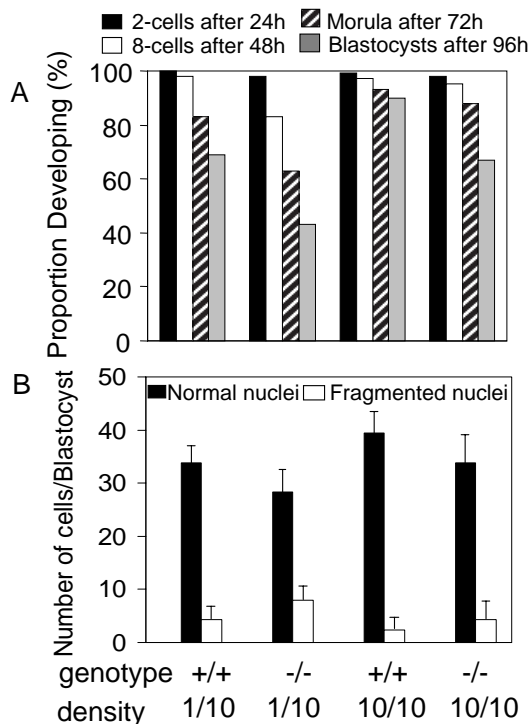 2-cells after 24h Morula after 72h
8-cells after 48h Blastocysts after 96h
A
Proportion Developing (%)
100
80
60
40
20
0
B
Number of cells/Blastocyst
50
40
30
20
10
0
Normal nuclei Fragmented nuclei
genotype +/+ -/- +/+ -/-
density 1/10 1/10 10/10 10/10